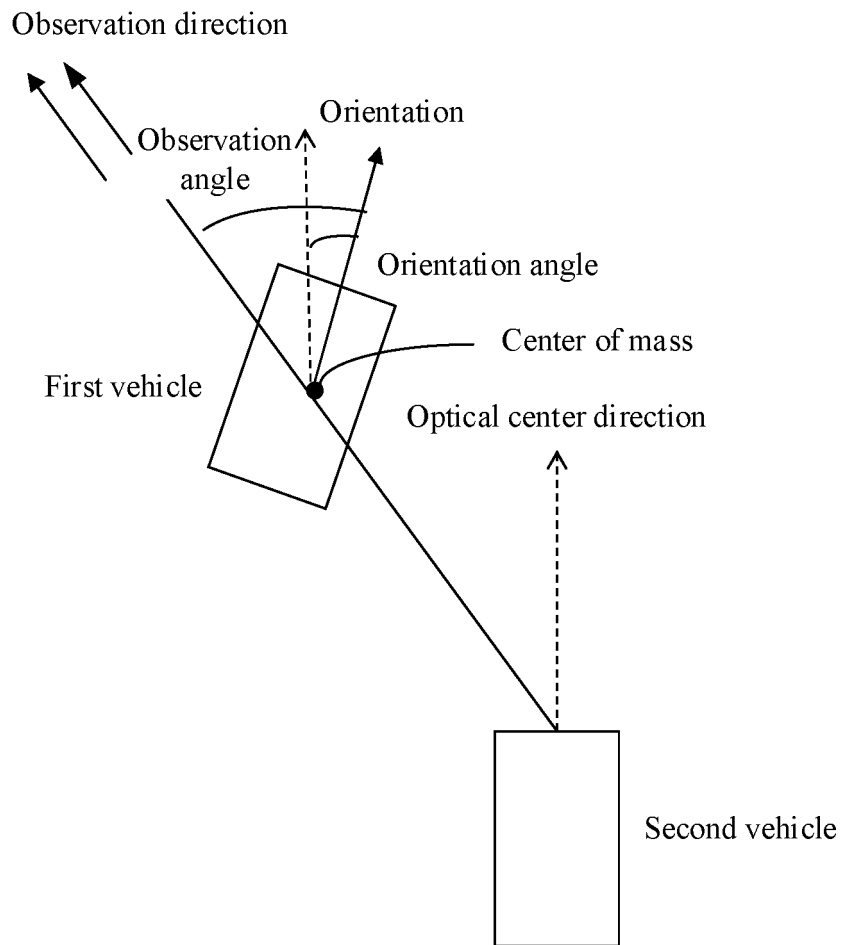 Observation direction
Orientation
Observation
angle
Orientation angle
Center of mass
First vehicle
Optical center direction
Second vehicle